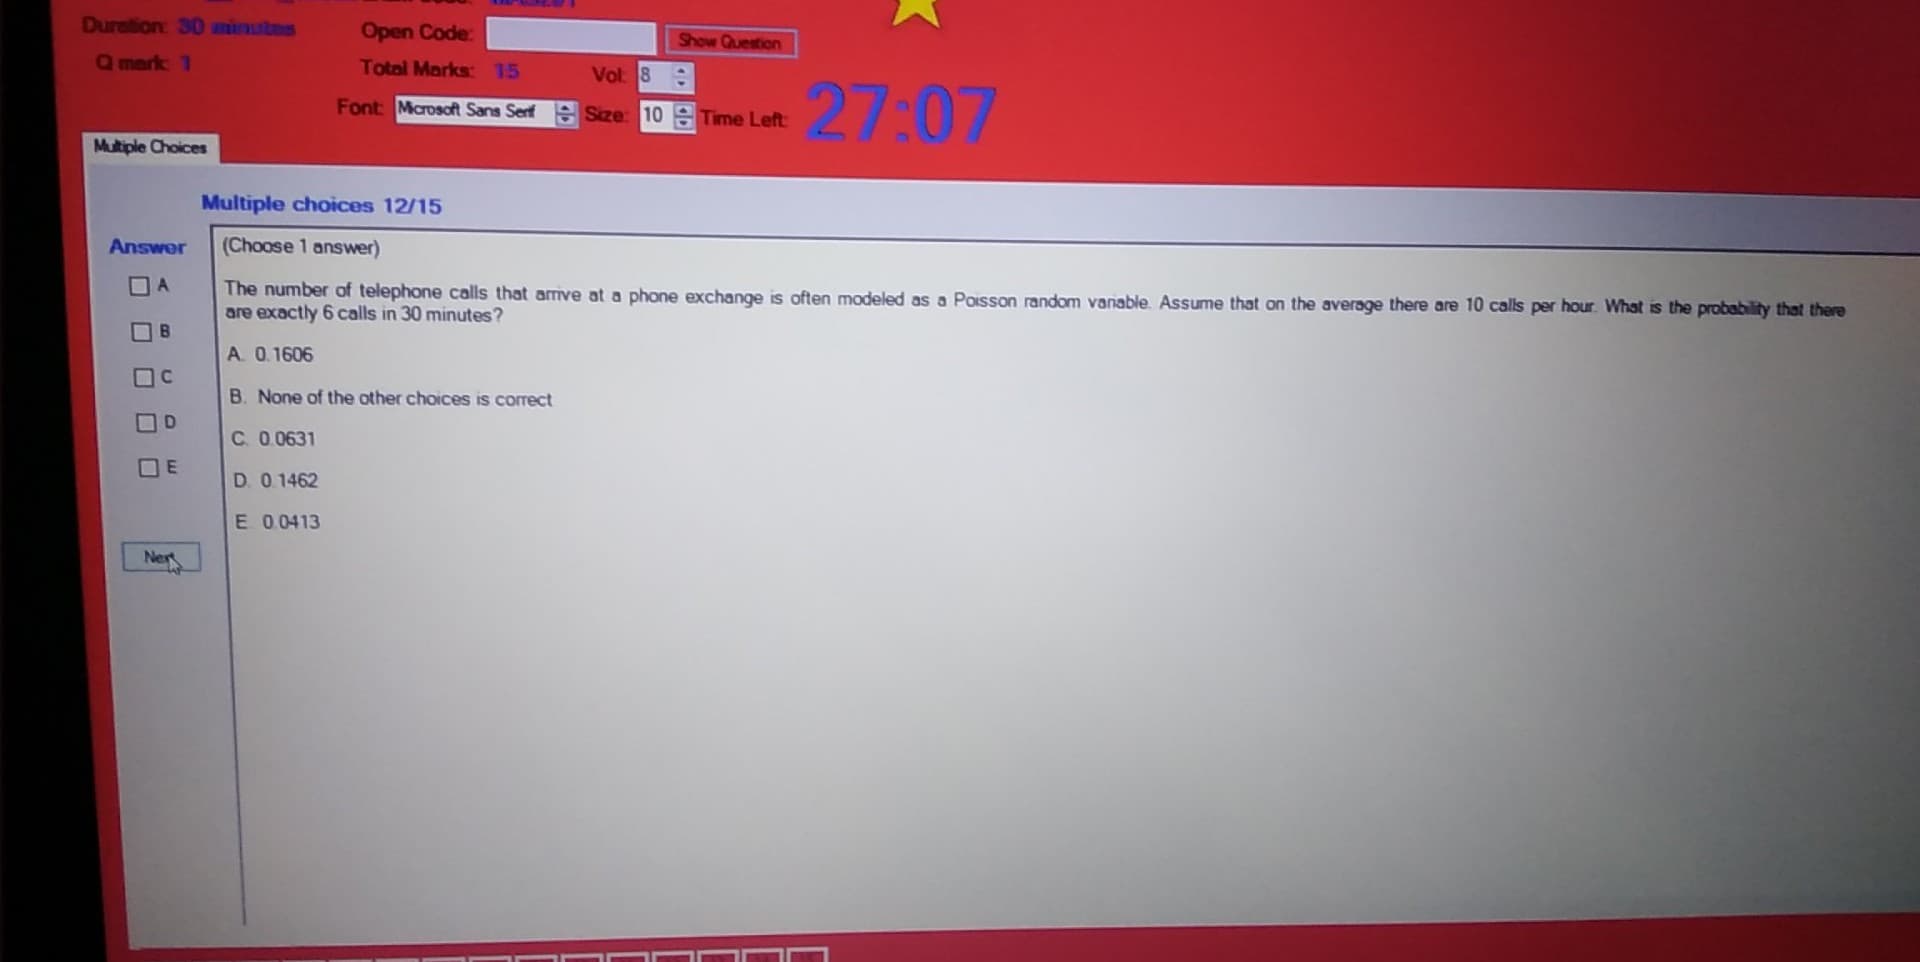 Duration: 30 minutes
Open Code:
Show Question
Q mark: 1
Total Marks: 15
Vol: 8
Font: Microsoft Sans Serif
Size: 10
Time Left: 27:07
Multiple Choices
Multiple choices 12/15
Answer
(Choose 1 answer)
A
B
C
D
E
Next
The number of telephone calls that arrive at a phone exchange is often modeled as a Poisson random variable. Assume that on the average there are 10 calls per hour. What is the probability that there
are exactly 6 calls in 30 minutes?
A. 0.1606
B. None of the other choices is correct
C. 0.0631
D. 0.1462
E. 0.0413